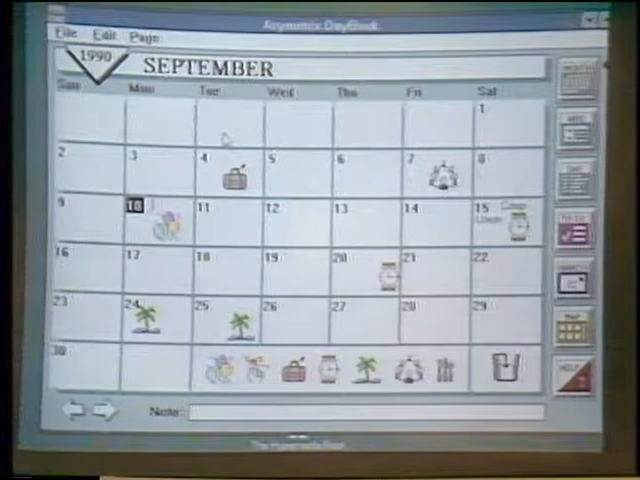 Asymetrix DayBook
File Edit Page
1990
SEPTEMBER
Sun Mon Tue Wed Thu Fri Sat
1
2 3 4 5 6 7 8
9 10 11 12 13 14 15
16 17 18 19 20 21 22
23 24 25 26 27 28 29
30
Note:
HELP